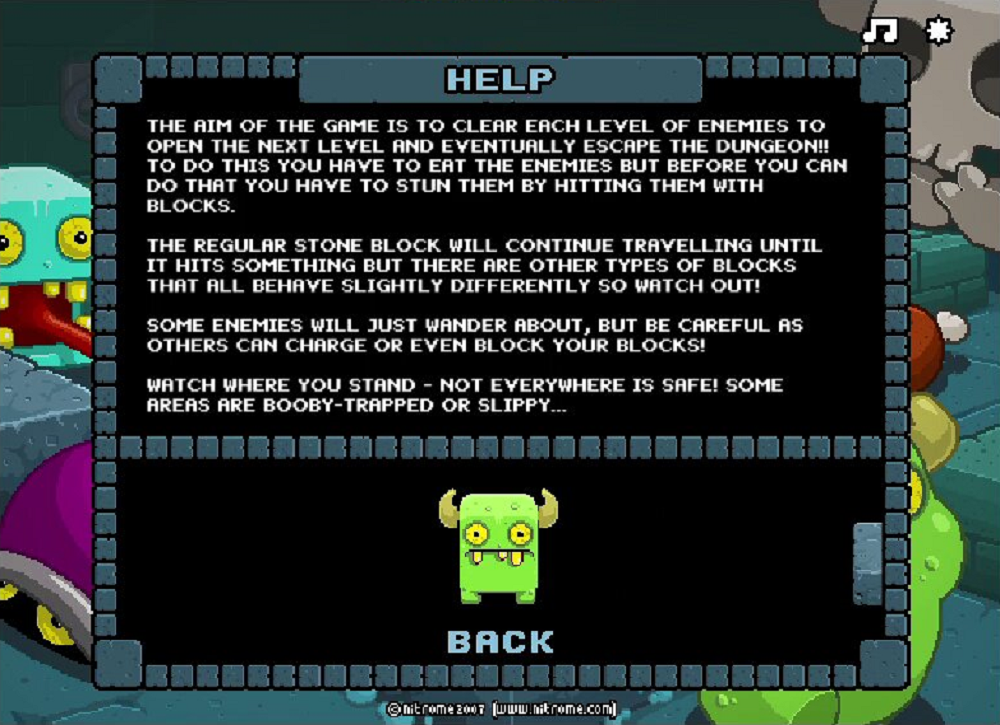 HELP
THE AIM OF THE GAME IS TO CLEAR EACH LEVEL OF ENEMIES TO
OPEN THE NEXT LEVEL AND EVENTUALLY ESCAPE THE DUNGEON!!
TO DO THIS YOU HAVE TO EAT THE ENEMIES BUT BEFORE YOU CAN
DO THAT YOU HAVE TO STUN THEM BY HITTING THEM WITH
BLOCKS.
THE REGULAR STONE BLOCK WILL CONTINUE TRAVELLING UNTIL
IT HITS SOMETHING BUT THERE ARE OTHER TYPES OF BLOCKS
THAT ALL BEHAVE SLIGHTLY DIFFERENTLY SO WATCH OUT!
SOME ENEMIES WILL JUST WANDER ABOUT, BUT BE CAREFUL AS
OTHERS CAN CHARGE OR EVEN BLOCK YOUR BLOCKS!
WATCH WHERE YOU STAND - NOT EVERYWHERE IS SAFE! SOME
AREAS ARE BOOBY-TRAPPED OR SLIPPY...
BACK
©nitrome2007 [www.nitrome.com]